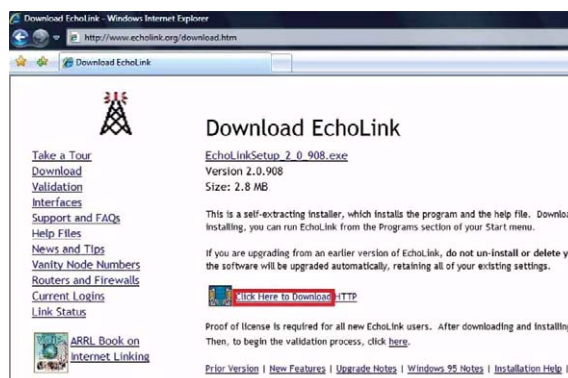 Download EchoLink - Windows Internet Explorer
http://www.echolink.org/download.htm
Download EchoLink
Take a Tour
Download
Validation
Interfaces
Support and FAQs
Help Files
News and Tips
Vanity Node Numbers
Routers and Firewalls
Current Logins
Link Status
ARRL Book on
Internet Linking
Download EchoLink
EchoLinkSetup_2_0_908.exe
Version 2.0.908
Size: 2.8 MB
This is a self-extracting installer, which installs the program and the help file. Downloa
installing, you can run EchoLink from the Programs section of your Start menu.
If you are upgrading from an earlier version of EchoLink, do not un-install or delete y
the software will be upgraded automatically, retaining all of your existing settings.
Click Here to Download HTTP
Proof of license is required for all new EchoLink users. After downloading and installing
Then, to begin the validation process, click here.
Prior Version | New Features | Upgrade Notes | Windows 95 Notes | Installation Help |